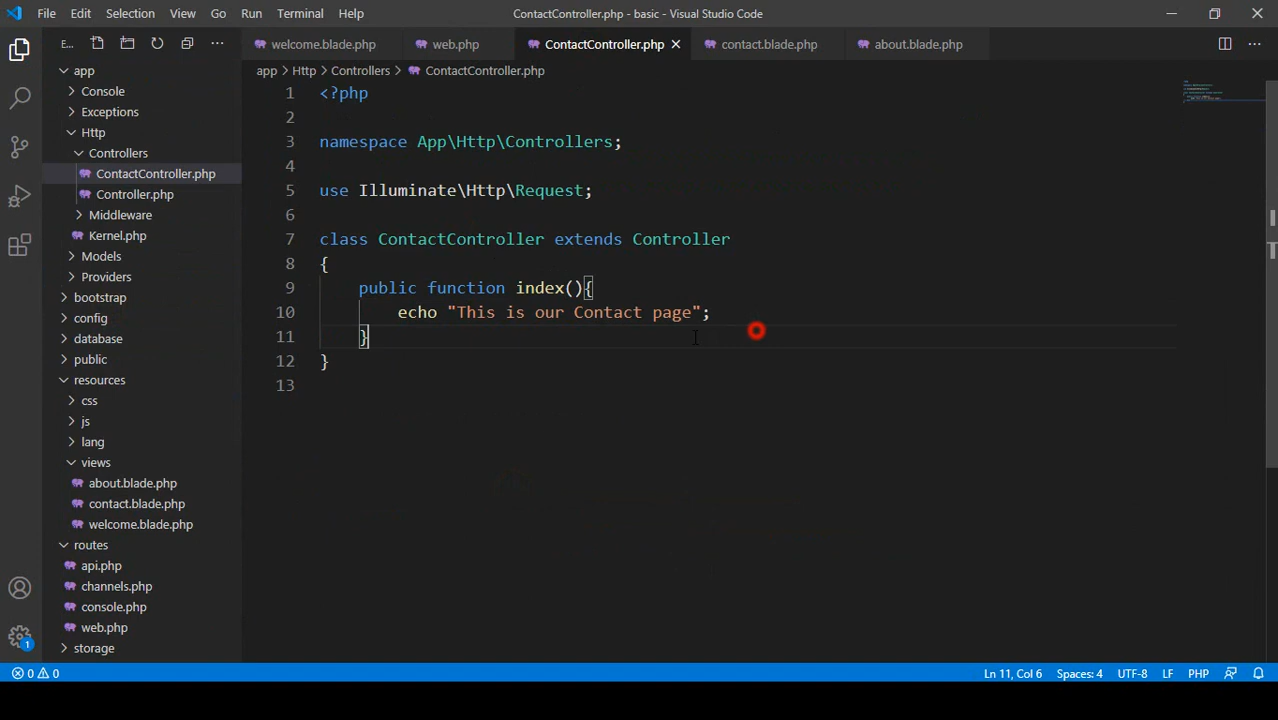 File Edit Selection View Go Run Terminal Help ContactController.php - basic - Visual Studio Code
E... welcome.blade.php web.php ContactController.php contact.blade.php about.blade.php
app > Http > Controllers > ContactController.php
app
Console
Exceptions
Http
Controllers
ContactController.php
Controller.php
Middleware
Kernel.php
Models
Providers
bootstrap
config
database
public
resources
css
js
lang
views
about.blade.php
contact.blade.php
welcome.blade.php
routes
api.php
channels.php
console.php
web.php
storage
1 <?php
2
3 namespace App\Http\Controllers;
4
5 use Illuminate\Http\Request;
6
7 class ContactController extends Controller
8 {
9 public function index(){
10 echo "This is our Contact page";
11 }
12 }
13
1
0 0 Ln 11, Col 6 Spaces: 4 UTF-8 LF PHP